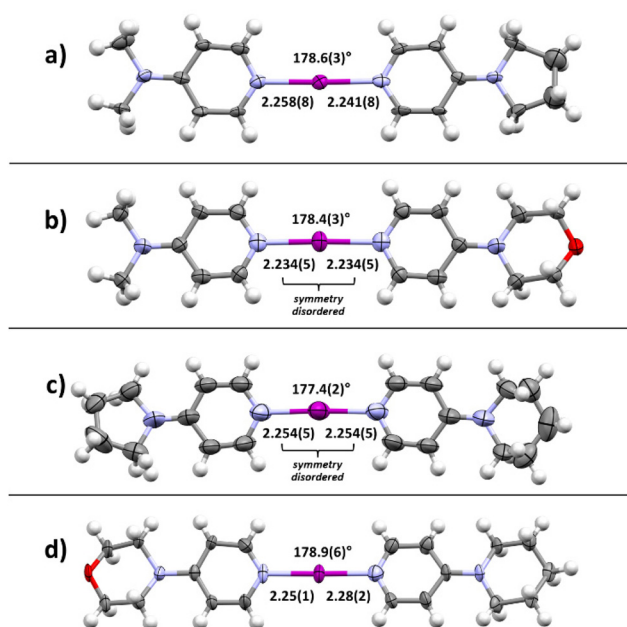 a)
178.6(3)°
2.258(8) 2.241(8)
b)
178.4(3)°
2.234(5) 2.234(5)
symmetry
disordered
c)
177.4(2)°
2.254(5) 2.254(5)
symmetry
disordered
d)
178.9(6)°
2.25(1) 2.28(2)